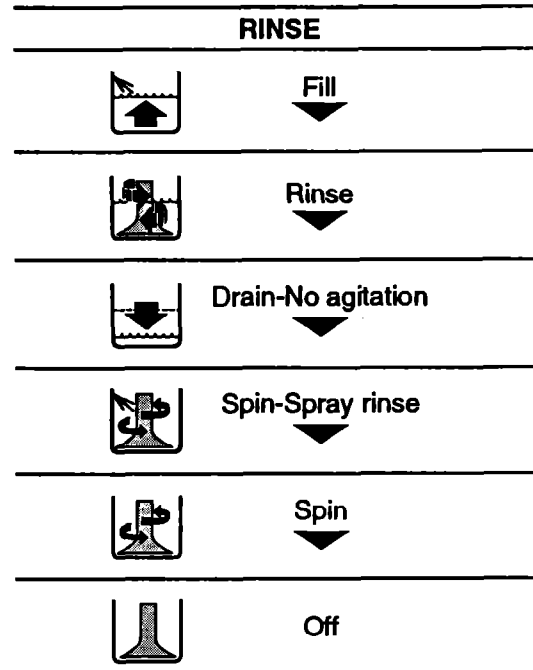 RINSE
Fill
Rinse
Drain-No agitation
Spin-Spray rinse
Spin
Off